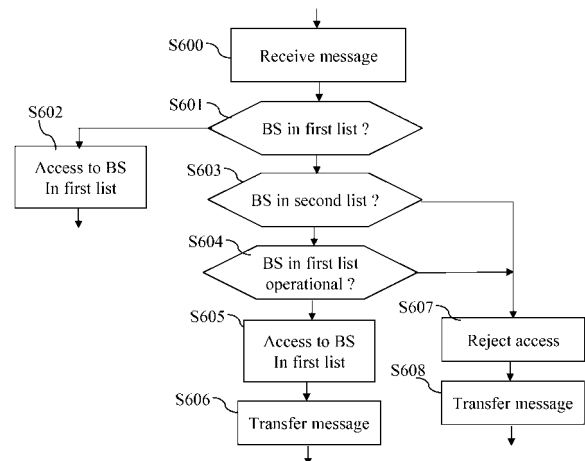 S600
Receive message
S601
BS in first list ?
S602
Access to BS
In first list
S603
BS in second list ?
S604
BS in first list
operational ?
S605
Access to BS
In first list
S606
Transfer message
S607
Reject access
S608
Transfer message